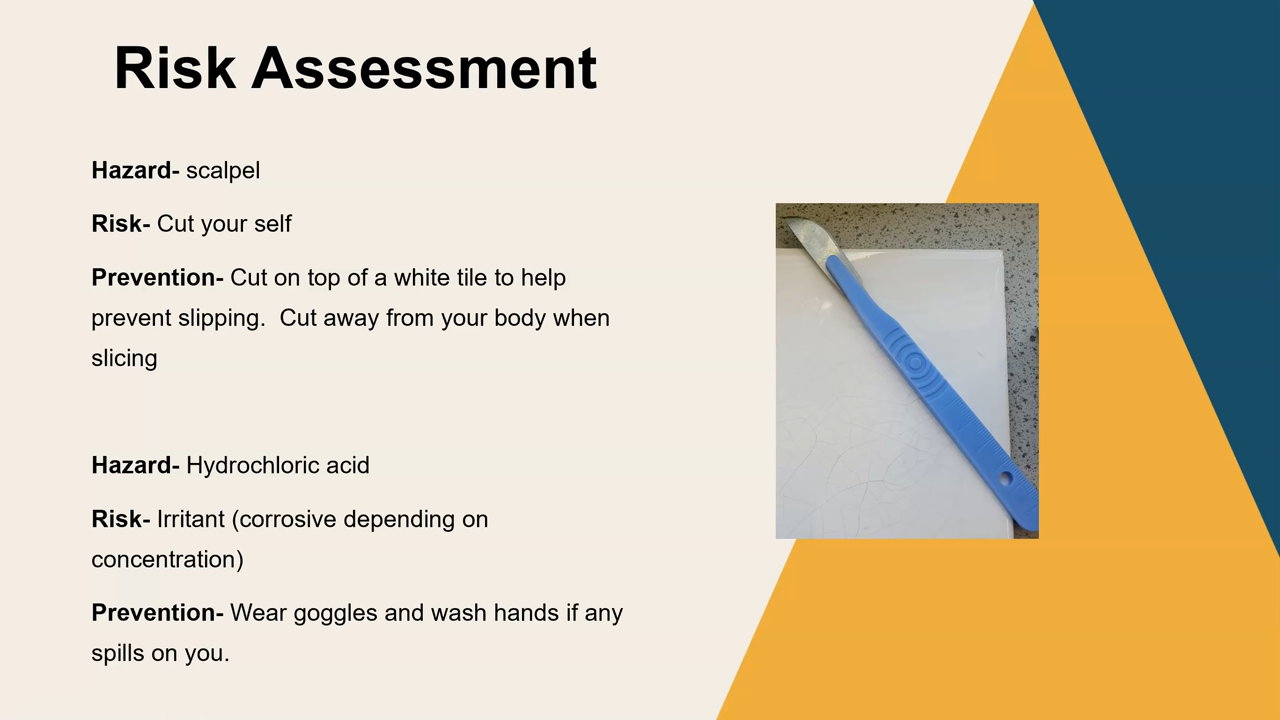 Risk Assessment
Hazard- scalpel
Risk- Cut your self
Prevention- Cut on top of a white tile to help
prevent slipping.  Cut away from your body when
slicing
Hazard- Hydrochloric acid
Risk- Irritant (corrosive depending on
concentration)
Prevention- Wear goggles and wash hands if any
spills on you.